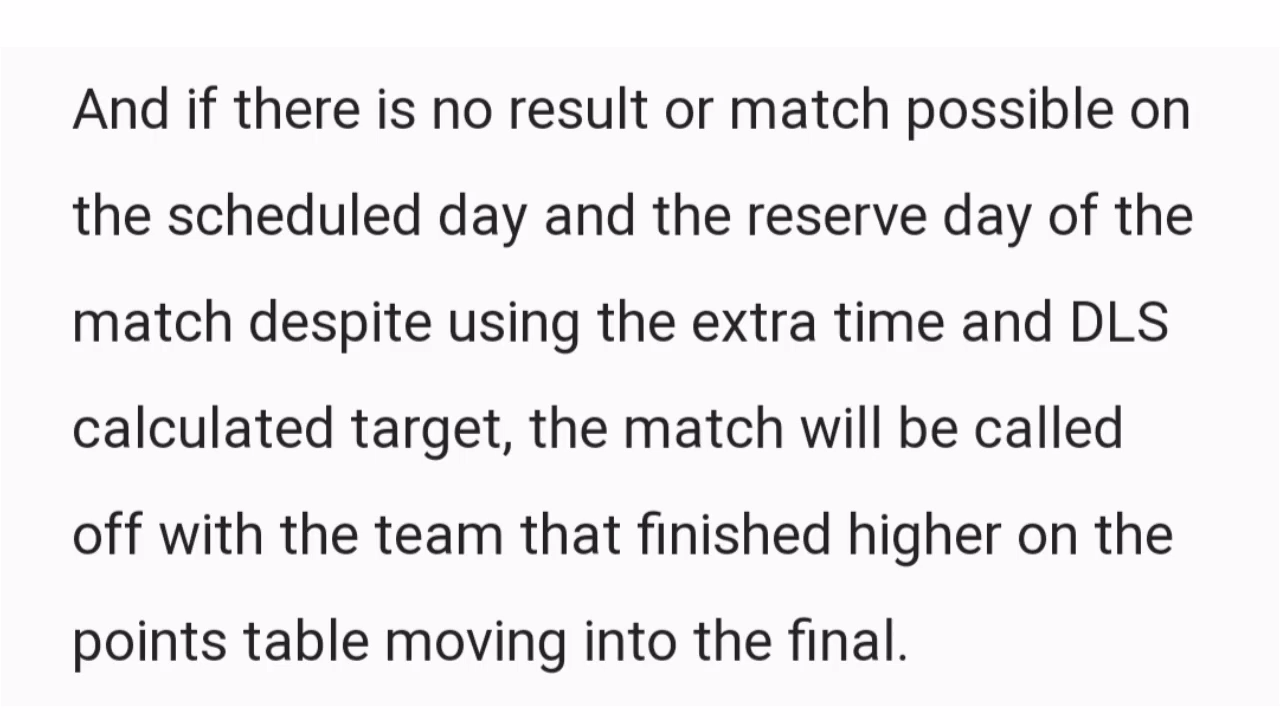 And if there is no result or match possible on
the scheduled day and the reserve day of the
match despite using the extra time and DLS
calculated target, the match will be called
off with the team that finished higher on the
points table moving into the final.